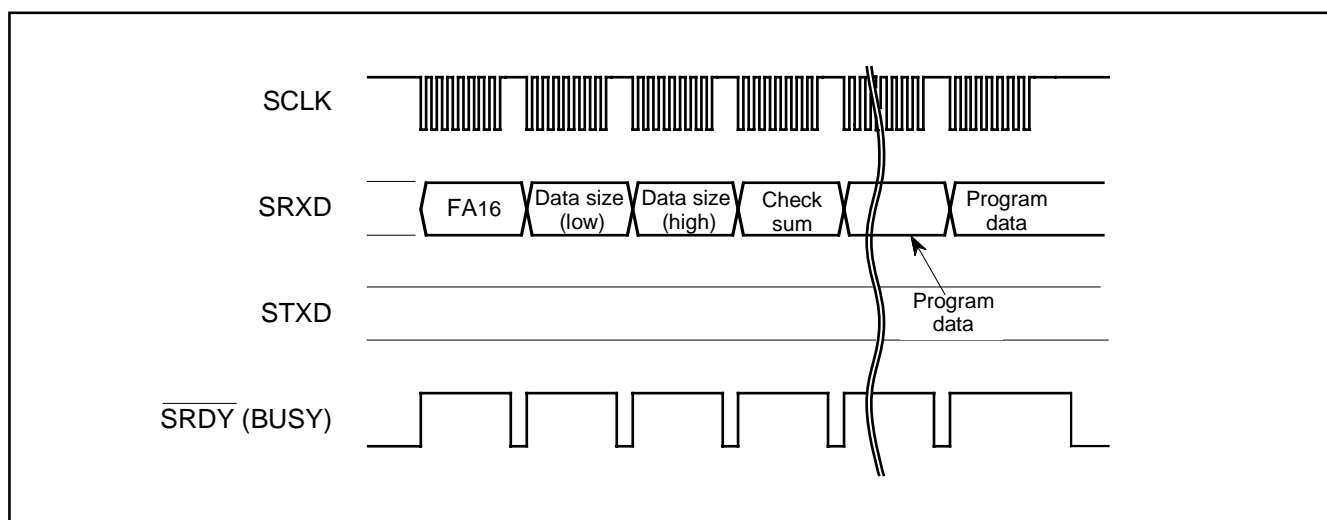 SCLK
SRXD
FA16
Data size
(low)
Data size
(high)
Check
sum
Program
data
STXD
Program
data
SRDY (BUSY)